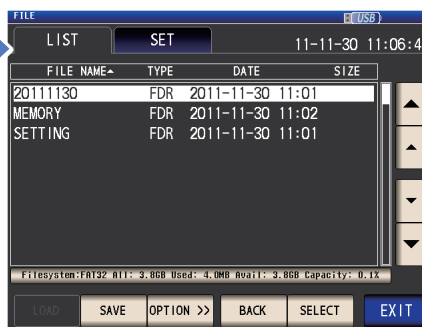 FILE
USB
LIST SET 11-11-30 11:06:4
FILE NAME TYPE DATE SIZE
20111130 FDR 2011-11-30 11:01
MEMORY FDR 2011-11-30 11:02
SETTING FDR 2011-11-30 11:01
Filesystem:FAT32 All: 3.8GB Used: 4.0MB Avail: 3.8GB Capacity: 0.1%
LOAD SAVE OPTION >> BACK SELECT EXIT